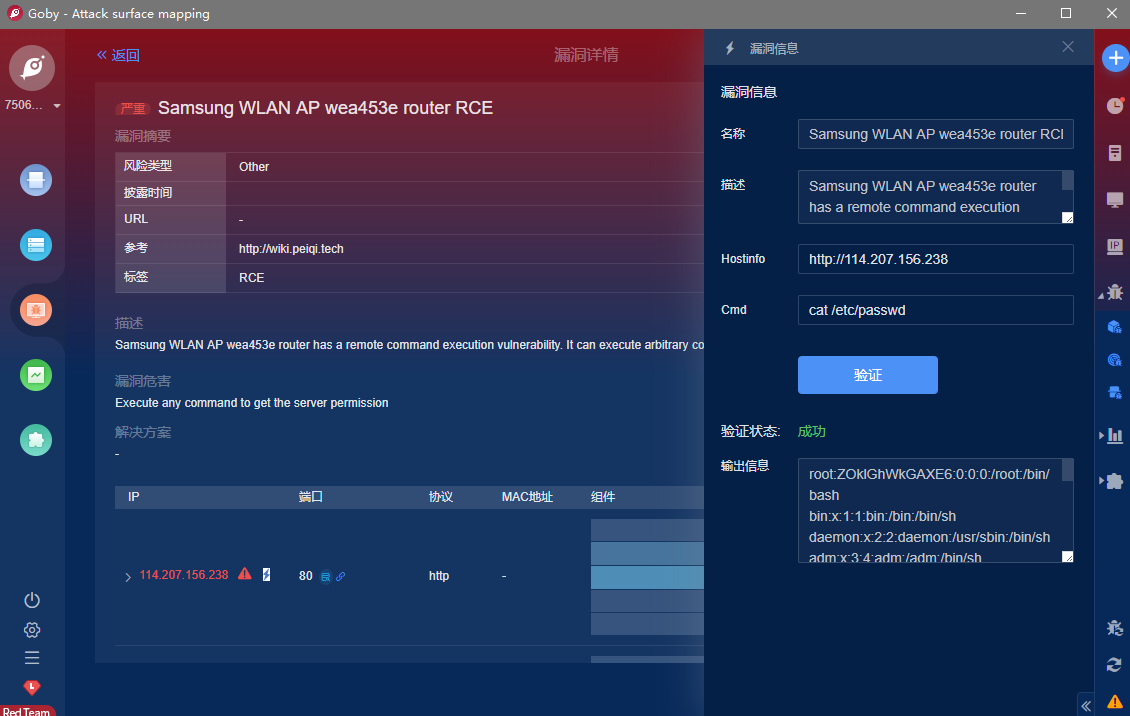 Goby - Attack surface mapping
7506...
返回
漏洞详情
严重 Samsung WLAN AP wea453e router RCE
漏洞摘要
风险类型 Other
披露时间
URL -
参考 http://wiki.peiqi.tech
标签 RCE
描述
Samsung WLAN AP wea453e router has a remote command execution vulnerability. It can execute arbitrary co
漏洞危害
Execute any command to get the server permission
解决方案
-
IP 端口 协议 MAC地址 组件
114.207.156.238 80 http -
漏洞信息
漏洞信息
名称 Samsung WLAN AP wea453e router RCI
描述 Samsung WLAN AP wea453e router
has a remote command execution
Hostinfo http://114.207.156.238
Cmd cat /etc/passwd
验证
验证状态: 成功
输出信息 root:ZOklGhWkGAXE6:0:0:0:/root:/bin/
bash
bin:x:1:1:bin:/bin:/bin/sh
daemon:x:2:2:daemon:/usr/sbin:/bin/sh
adm:x:3:4:adm:/adm:/bin/sh
IP
Red Team